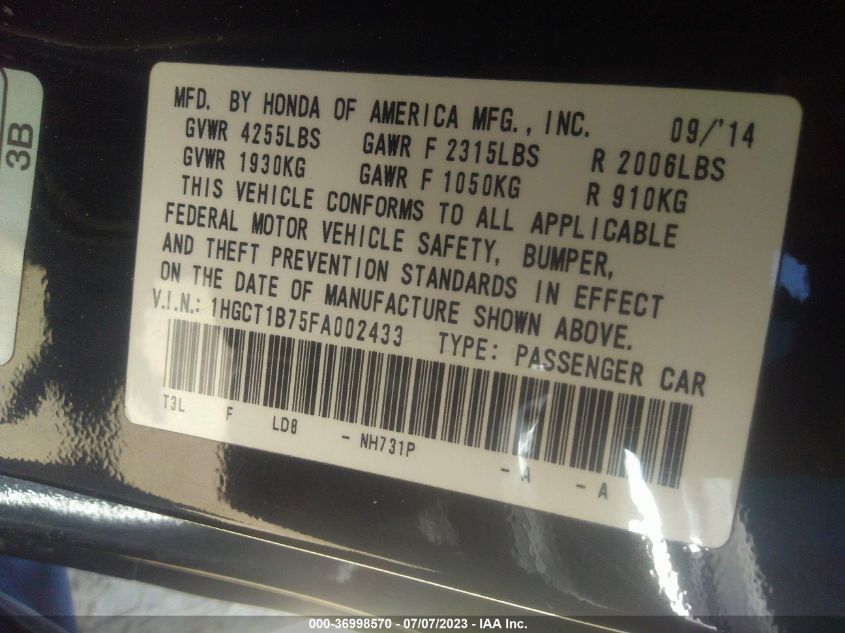 3B
MFD. BY HONDA OF AMERICA MFG., INC. 09/'14
GVWR 4255LBS GAWR F 2315LBS R 2006LBS
GVWR 1930KG GAWR F 1050KG R 910KG
THIS VEHICLE CONFORMS TO ALL APPLICABLE
FEDERAL MOTOR VEHICLE SAFETY, BUMPER,
AND THEFT PREVENTION STANDARDS IN EFFECT
ON THE DATE OF MANUFACTURE SHOWN ABOVE.
V.I.N.: 1HGCT1B75FA002433 TYPE: PASSENGER CAR
T3L F LD8 - NH731P - A - A
000-36998570 / 07/07/2023 - IAA Inc.